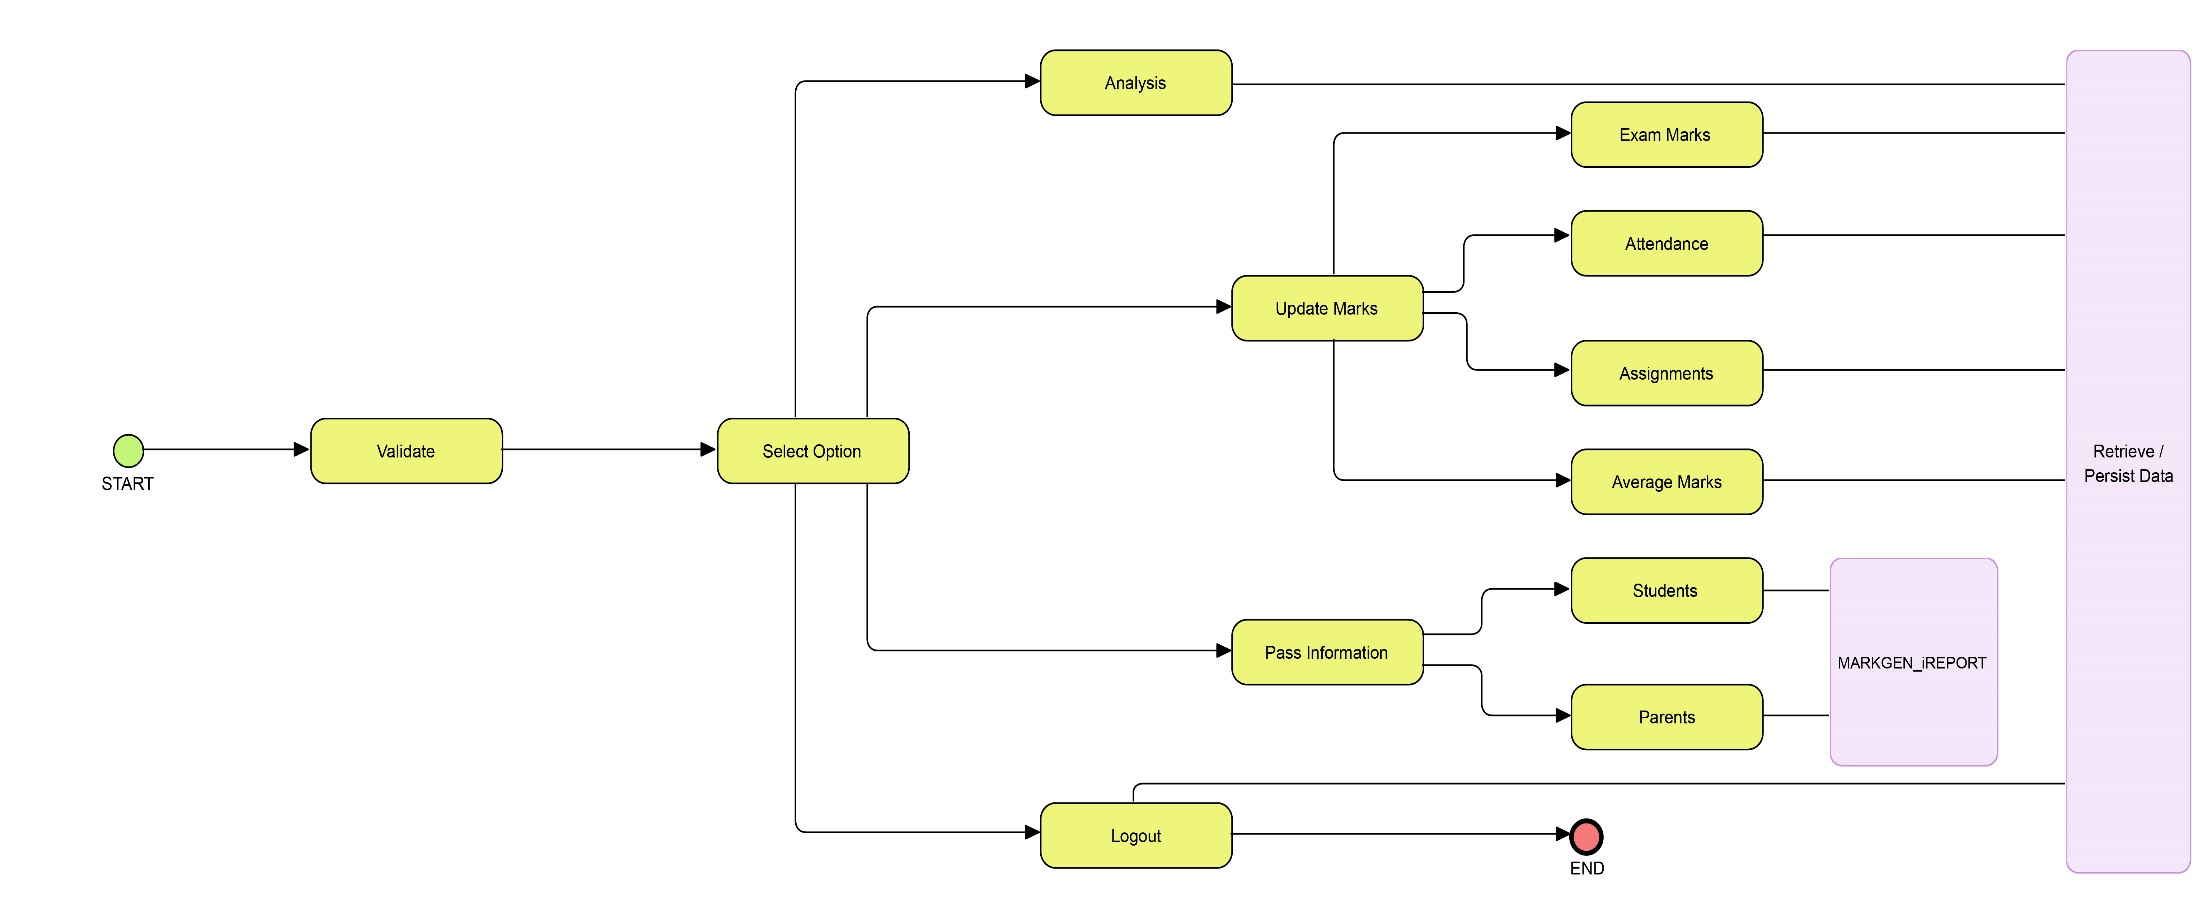 Analysis
Exam Marks
Attendance
Update Marks
Assignments
START
Validate
Select Option
Average Marks
Retrieve /
Persist Data
Students
Pass Information
MARKGEN_iREPORT
Parents
Logout
END